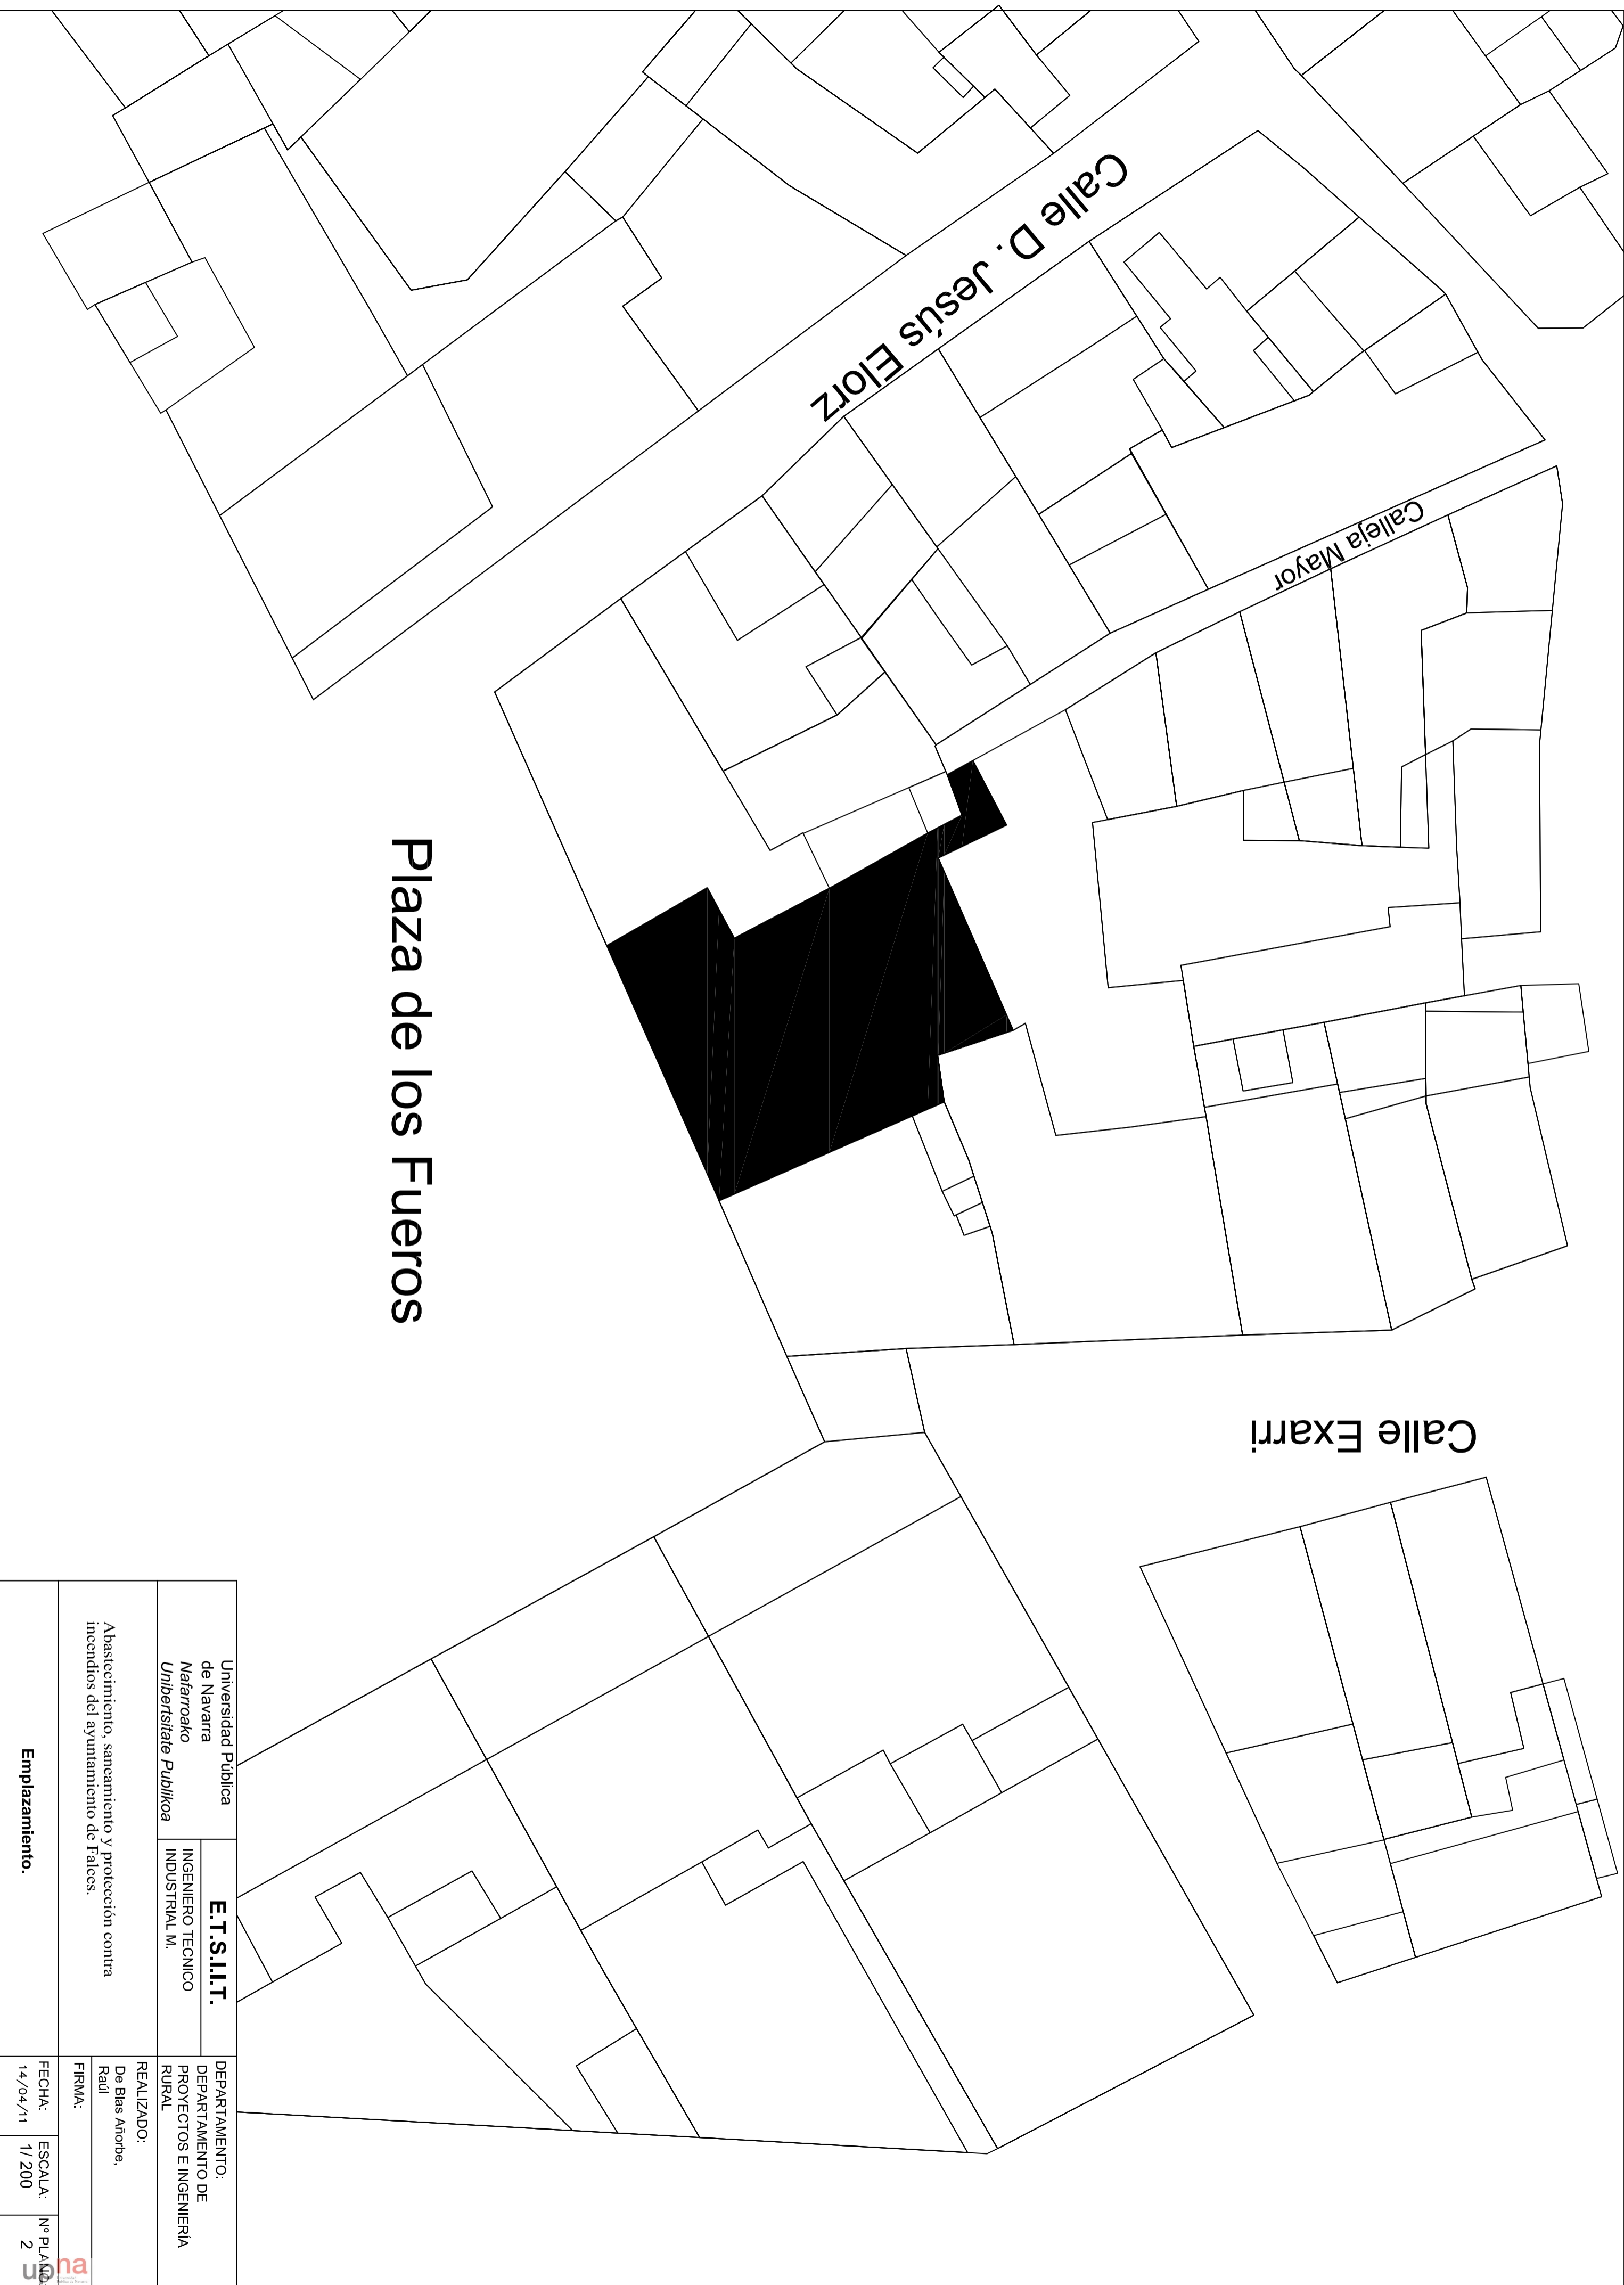 Calle D. Jesús Elorz
Calleja Mayor
Plaza de los Fueros
Calle Exarri
Universidad Pública
de Navarra
Nafarroako
Unibertsitate Publikoa
E.T.S.I.I.T.
INGENIERO TECNICO
INDUSTRIAL M.
DEPARTAMENTO:
DEPARTAMENTO DE
PROYECTOS E INGENIERÍA
RURAL
Abastecimiento, saneamiento y protección contra
incendios del ayuntamiento de Falces.
REALIZADO:
De Blas Añorbe,
Raúl
FIRMA:
Emplazamiento.
FECHA:
14/04/11
ESCALA:
1/ 200
Nº PLANO
2
upna